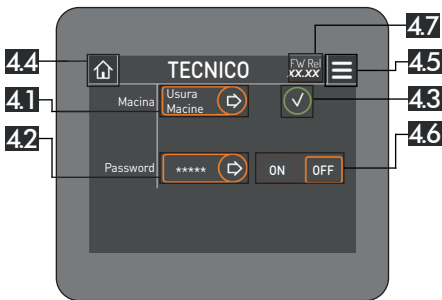 4.7
4.4 TECNICO FW Rel xx.xx 4.5
4.1 Macina Usura Macine 4.3
4.2 4.6
Password ***** ON OFF